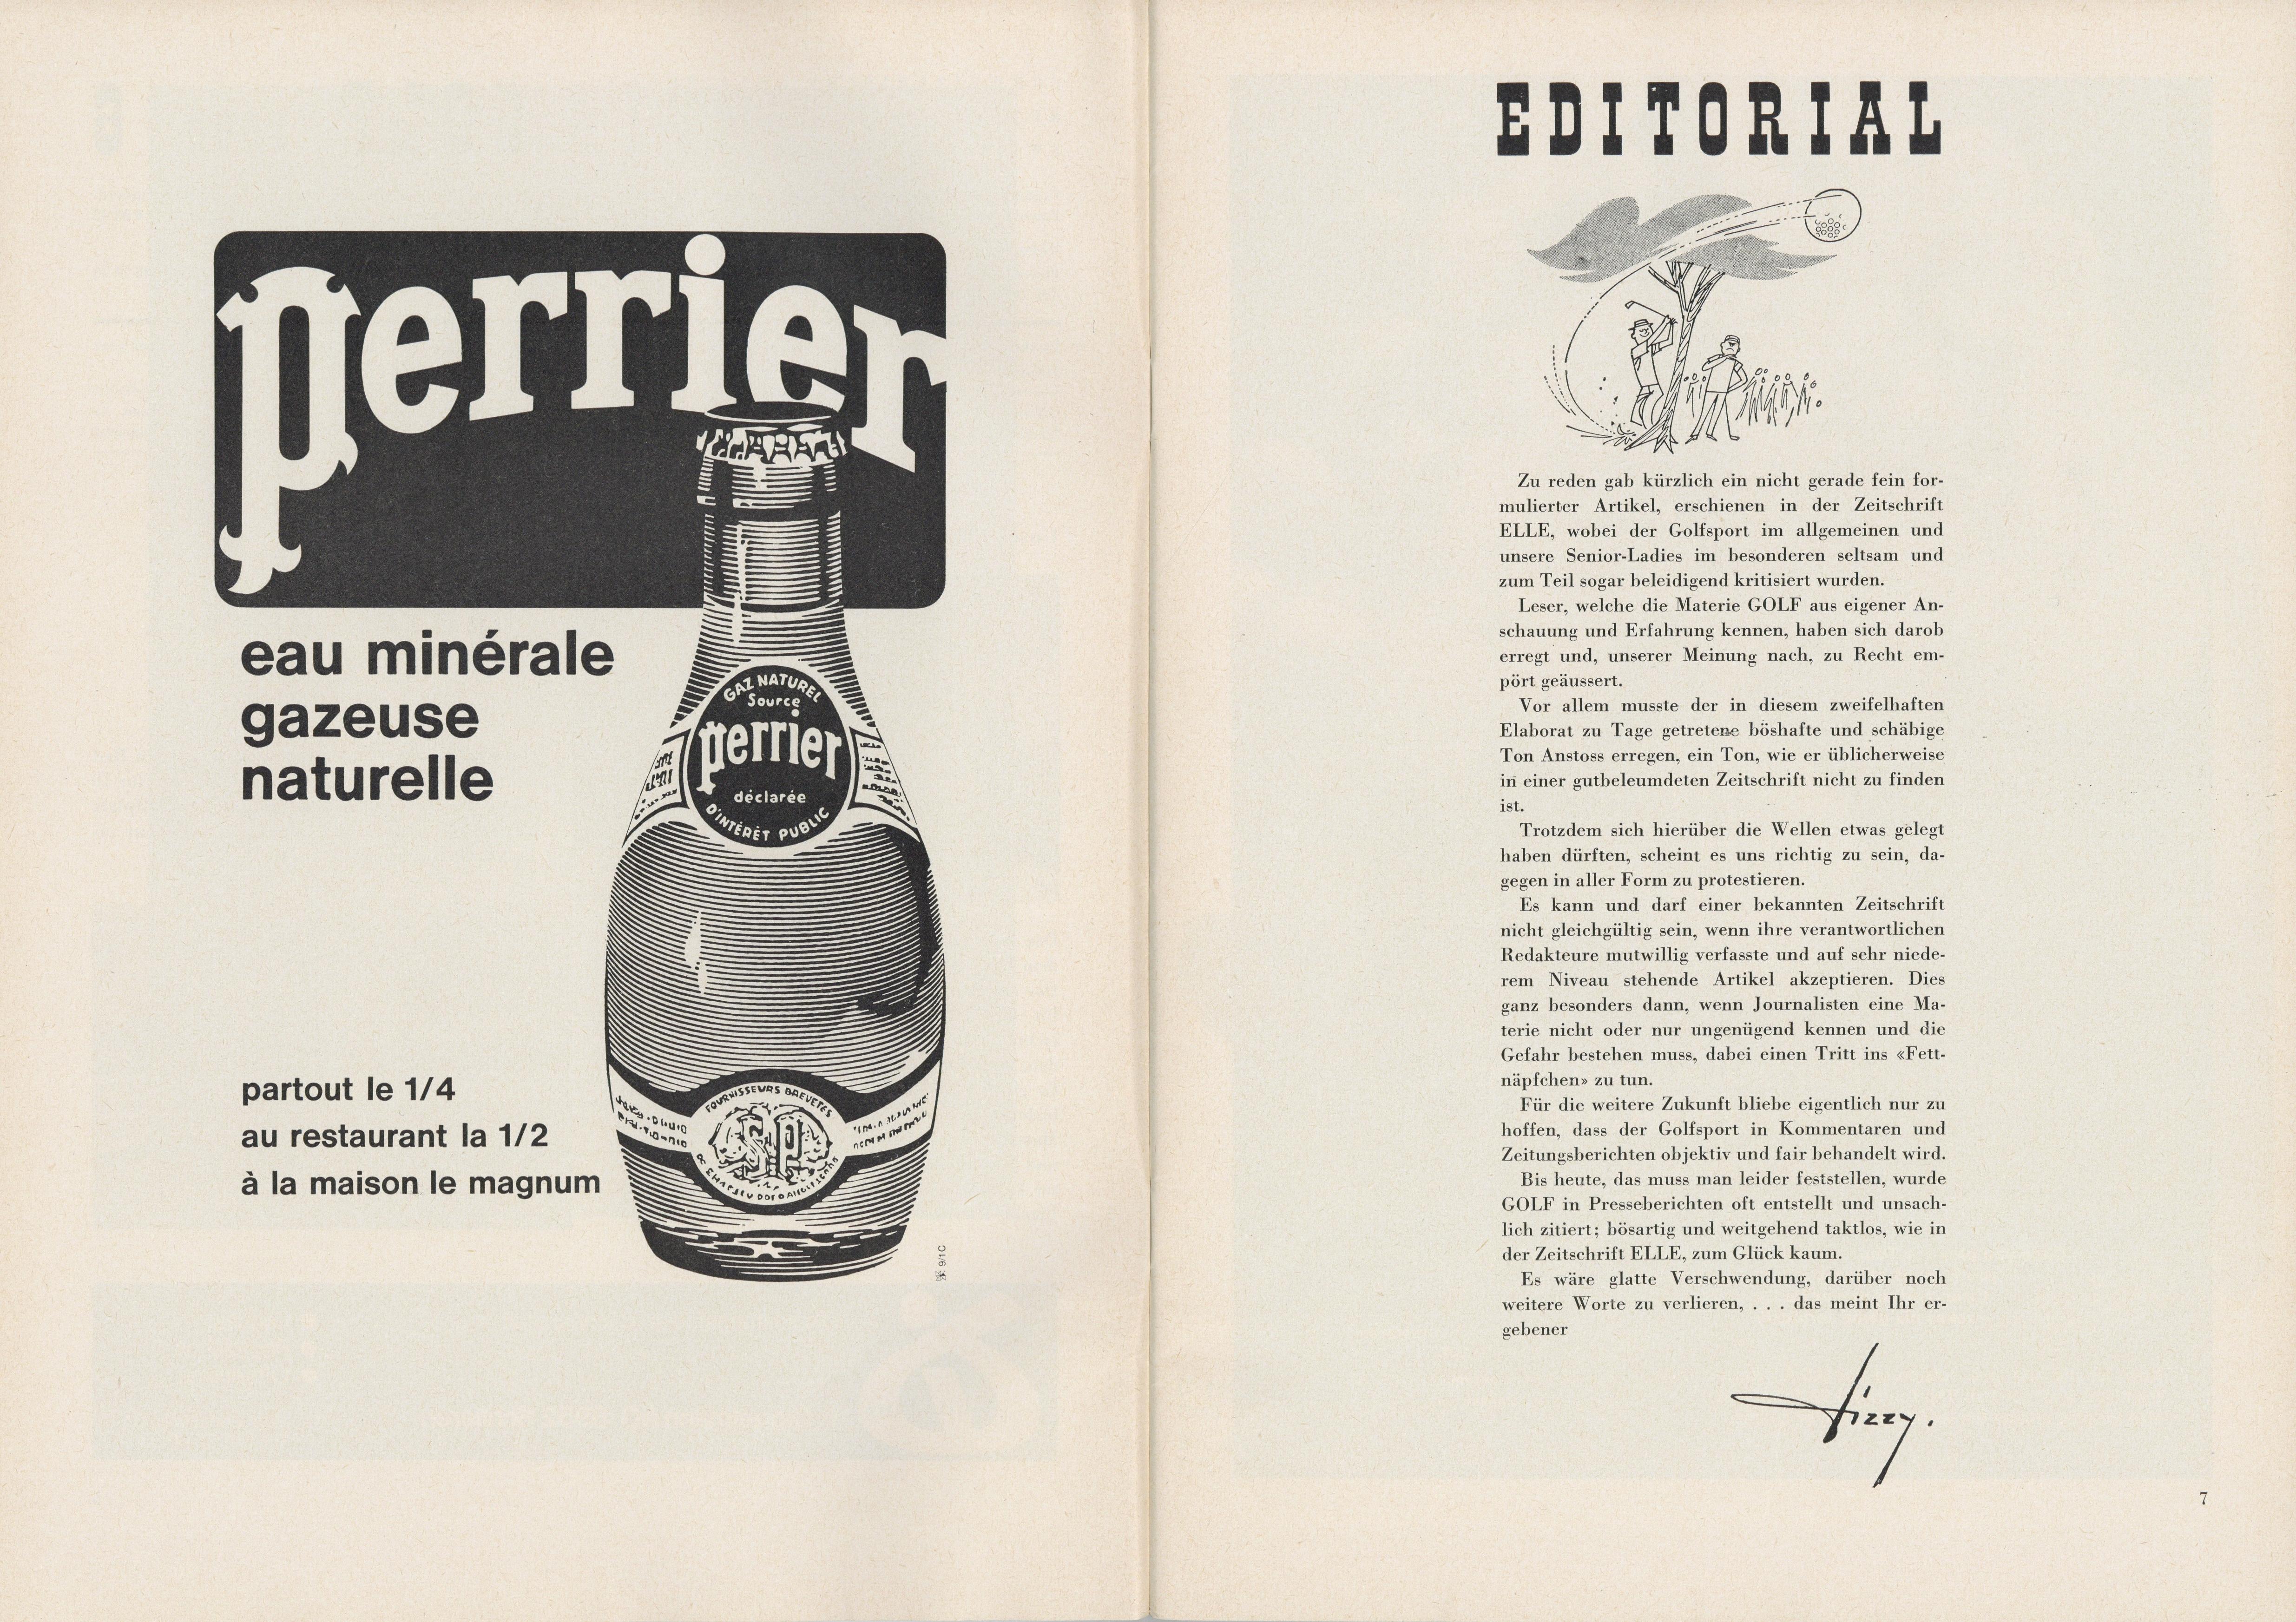 perrier
eau minérale
gazeuse
naturelle
GAZ NATUREL
Source
perrier
déclarée
D'INTÉRÊT PUBLIC
partout le 1/4
au restaurant la 1/2
à la maison le magnum
FOURNISSEURS BREVETÉS
SP
9/1C
EDITORIAL
Zu reden gab kürzlich ein nicht gerade fein for-
mulierter Artikel, erschienen in der Zeitschrift
ELLE, wobei der Golfsport im allgemeinen und
unsere Senior-Ladies im besonderen seltsam und
zum Teil sogar beleidigend kritisiert wurden.
Leser, welche die Materie GOLF aus eigener An-
schauung und Erfahrung kennen, haben sich darob
erregt und, unserer Meinung nach, zu Recht em-
pört geäussert.
Vor allem musste der in diesem zweifelhaften
Elaborat zu Tage getretene böshafte und schäbige
Ton Anstoss erregen, ein Ton, wie er üblicherweise
in einer gutbeleumdeten Zeitschrift nicht zu finden
ist.
Trotzdem sich hierüber die Wellen etwas gelegt
haben dürften, scheint es uns richtig zu sein, da-
gegen in aller Form zu protestieren.
Es kann und darf einer bekannten Zeitschrift
nicht gleichgültig sein, wenn ihre verantwortlichen
Redakteure mutwillig verfasste und auf sehr niede-
rem Niveau stehende Artikel akzeptieren. Dies
ganz besonders dann, wenn Journalisten eine Ma-
terie nicht oder nur ungenügend kennen und die
Gefahr bestehen muss, dabei einen Tritt ins «Fett-
näpfchen» zu tun.
Für die weitere Zukunft bliebe eigentlich nur zu
hoffen, dass der Golfsport in Kommentaren und
Zeitungsberichten objektiv und fair behandelt wird.
Bis heute, das muss man leider feststellen, wurde
GOLF in Presseberichten oft entstellt und unsach-
lich zitiert; bösartig und weitgehend taktlos, wie in
der Zeitschrift ELLE, zum Glück kaum.
Es wäre glatte Verschwendung, darüber noch
weitere Worte zu verlieren, . . . das meint Ihr er-
gebener
7